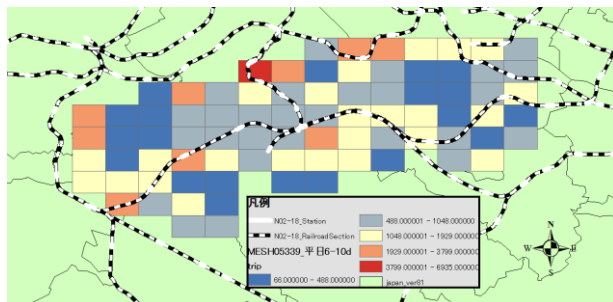 凡例
N02-18_Station
N02-18_RailroadSection
MESH05339_平日6-10d
trip
66.000000 - 488.000000
488.000001 - 1048.000000
1048.000001 - 1929.000000
1929.000001 - 3799.000000
3799.000001 - 6935.000000
japan_ver81
N
W
E
S